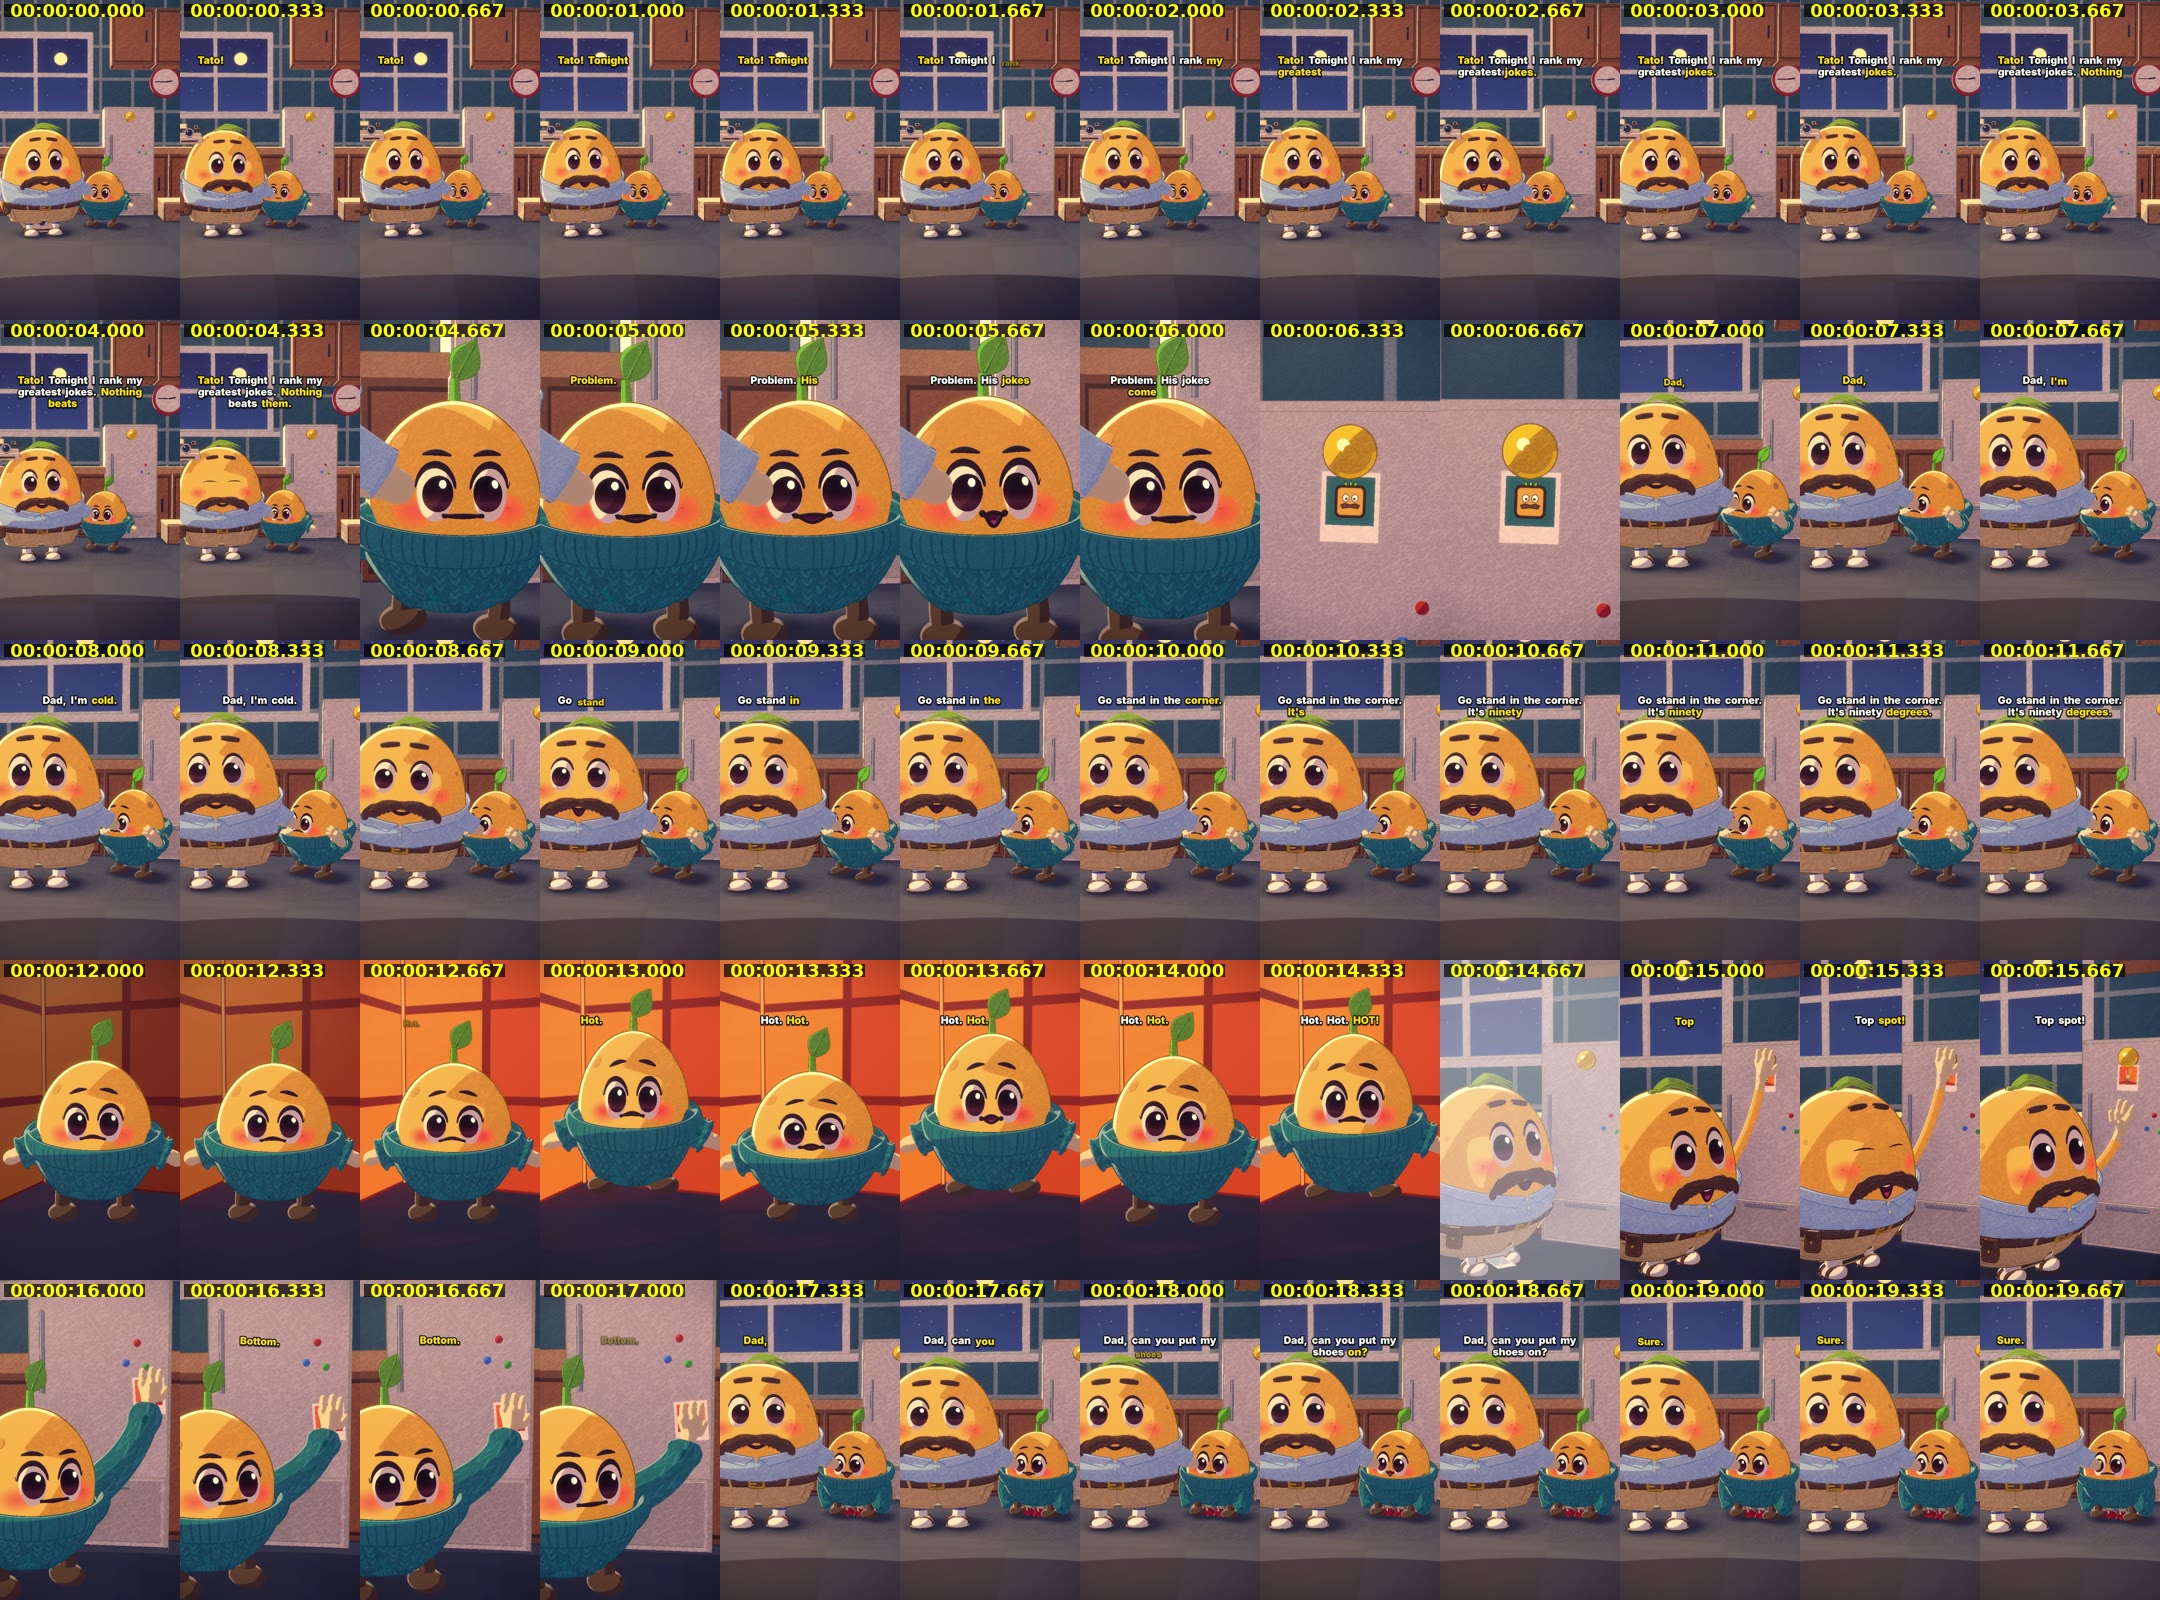 00:00:00.000
00:00:00.333
Tato!
00:00:00.667
Tato!
00:00:01.000
Tato! Tonight
00:00:01.333
Tato! Tonight
00:00:01.667
Tato! Tonight I rank
00:00:02.000
Tato! Tonight I rank my
00:00:02.333
Tato! Tonight I rank my
greatest
00:00:02.667
Tato! Tonight I rank my
greatest jokes.
00:00:03.000
Tato! Tonight I rank my
greatest jokes.
00:00:03.333
Tato! Tonight I rank my
greatest jokes.
00:00:03.667
Tato! Tonight I rank my
greatest jokes. Nothing
00:00:04.000
Tato! Tonight I rank my
greatest jokes. Nothing
beats
00:00:04.333
Tato! Tonight I rank my
greatest jokes. Nothing
beats them.
00:00:04.667
00:00:05.000
Problem.
00:00:05.333
Problem. His
00:00:05.667
Problem. His jokes
00:00:06.000
Problem. His jokes
come
00:00:06.333
00:00:06.667
00:00:07.000
Dad,
00:00:07.333
Dad,
00:00:07.667
Dad, I'm
00:00:08.000
Dad, I'm cold.
00:00:08.333
Dad, I'm cold.
00:00:08.667
00:00:09.000
Go stand
00:00:09.333
Go stand in
00:00:09.667
Go stand in the
00:00:10.000
Go stand in the corner.
00:00:10.333
Go stand in the corner.
It's
00:00:10.667
Go stand in the corner.
It's ninety
00:00:11.000
Go stand in the corner.
It's ninety
00:00:11.333
Go stand in the corner.
It's ninety degrees.
00:00:11.667
Go stand in the corner.
It's ninety degrees.
00:00:12.000
00:00:12.333
00:00:12.667
Hot.
00:00:13.000
Hot.
00:00:13.333
Hot. Hot.
00:00:13.667
Hot. Hot.
00:00:14.000
Hot. Hot.
00:00:14.333
Hot. Hot. HOT!
00:00:14.667
00:00:15.000
Top
00:00:15.333
Top spot!
00:00:15.667
Top spot!
00:00:16.000
00:00:16.333
Bottom.
00:00:16.667
Bottom.
00:00:17.000
Bottom.
00:00:17.333
Dad,
00:00:17.667
Dad, can you
00:00:18.000
Dad, can you put my
shoes
00:00:18.333
Dad, can you put my
shoes on?
00:00:18.667
Dad, can you put my
shoes on?
00:00:19.000
Sure.
00:00:19.333
Sure.
00:00:19.667
Sure.